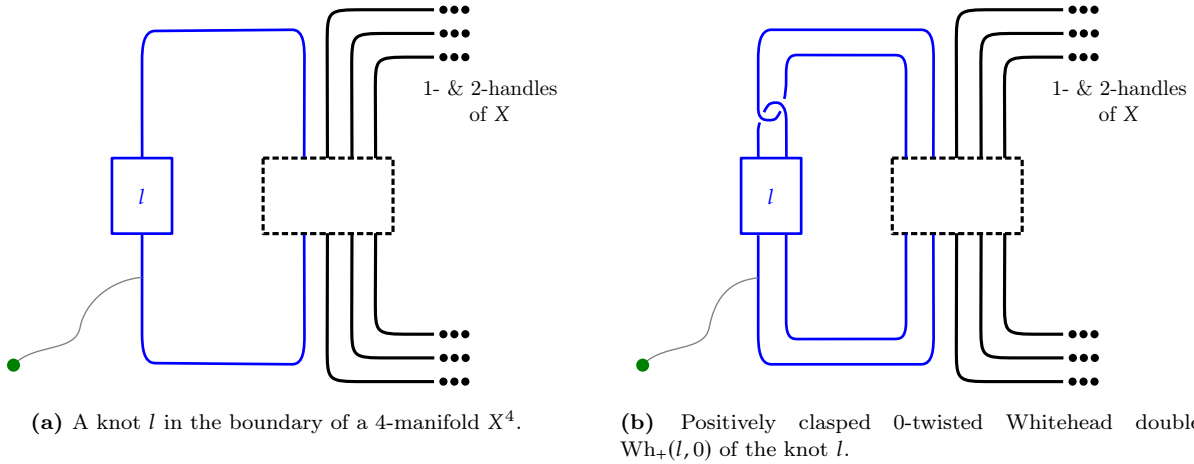 1- & 2-handles
of X
l
(a) A knot l in the boundary of a 4-manifold X⁴.
1- & 2-handles
of X
l
(b) Positively clasped 0-twisted Whitehead double
Wh₊(l, 0) of the knot l.